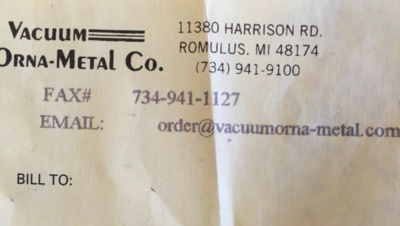 VACUUM
ORNA-METAL CO.
11380 HARRISON RD.
ROMULUS, MI 48174
(734) 941-9100
FAX# 734-941-1127
EMAIL: order@vacuumorna-metal.com
BILL TO: